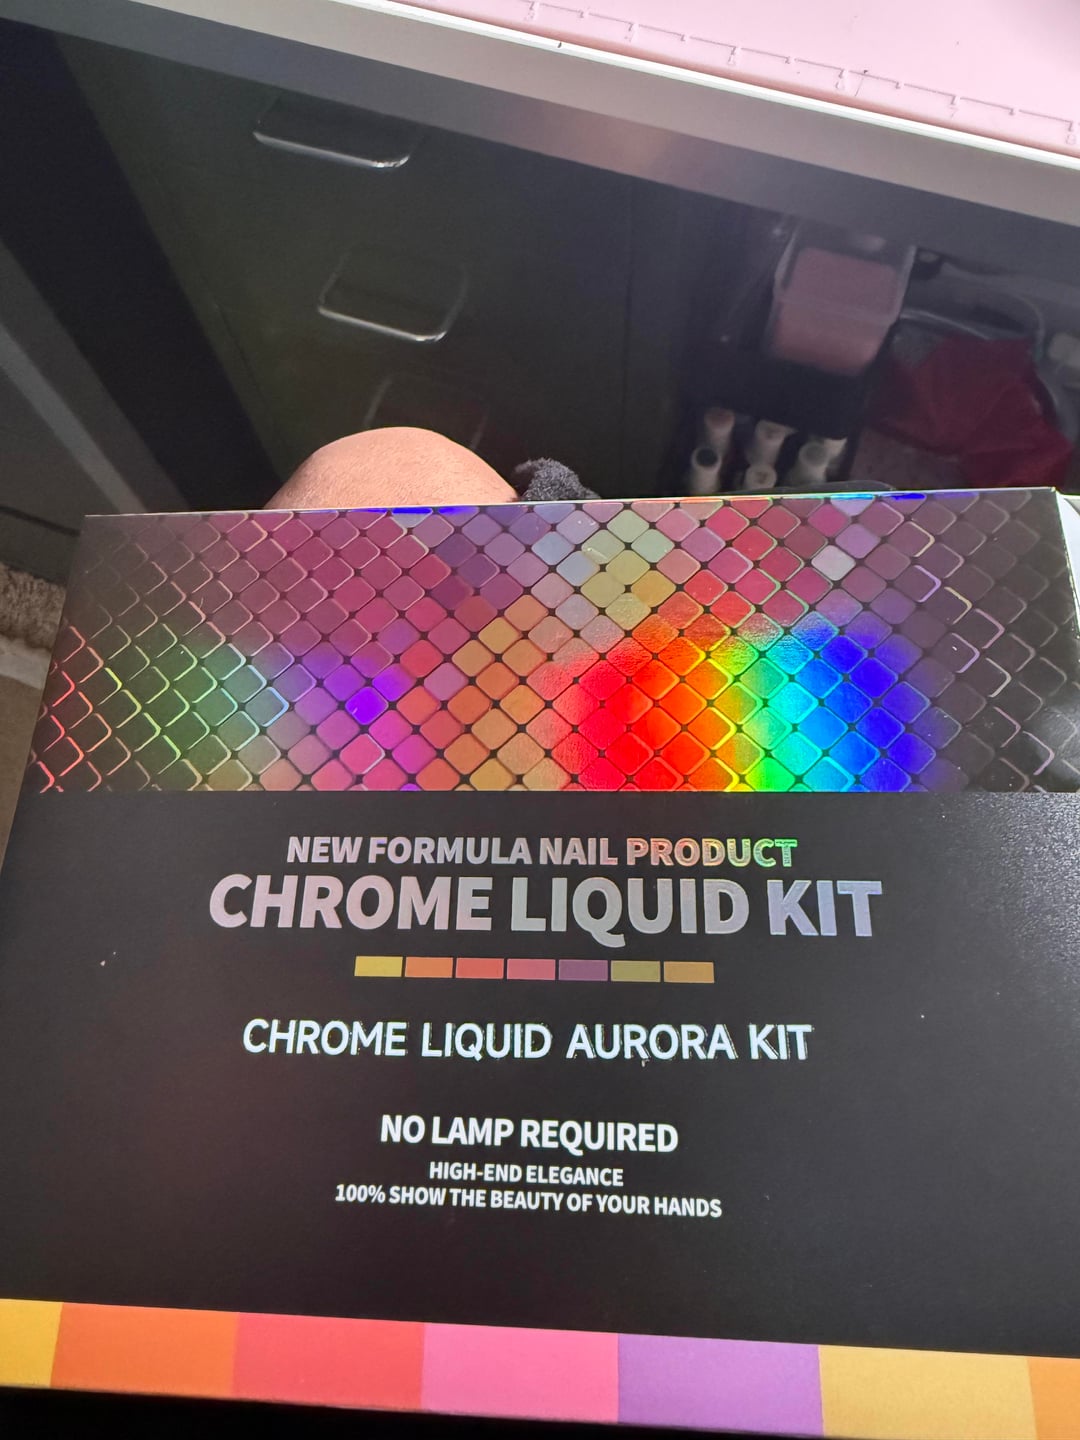 NEW FORMULA NAIL PRODUCT
CHROME LIQUID KIT
CHROME LIQUID AURORA KIT
NO LAMP REQUIRED
HIGH-END ELEGANCE
100% SHOW THE BEAUTY OF YOUR HANDS